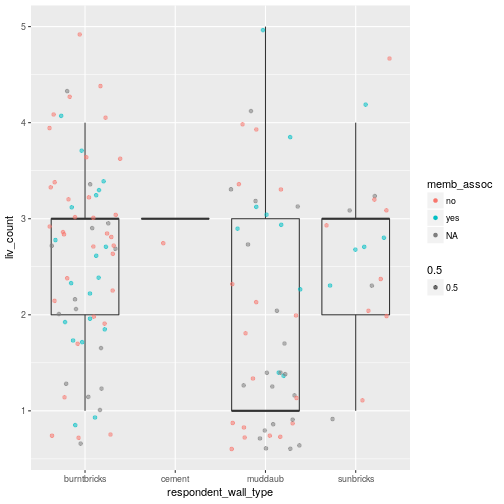 5
4
3
2
1
liv_count
burntbricks cement muddaub sunbricks
respondent_wall_type
memb_assoc
no
yes
NA
0.5
0.5